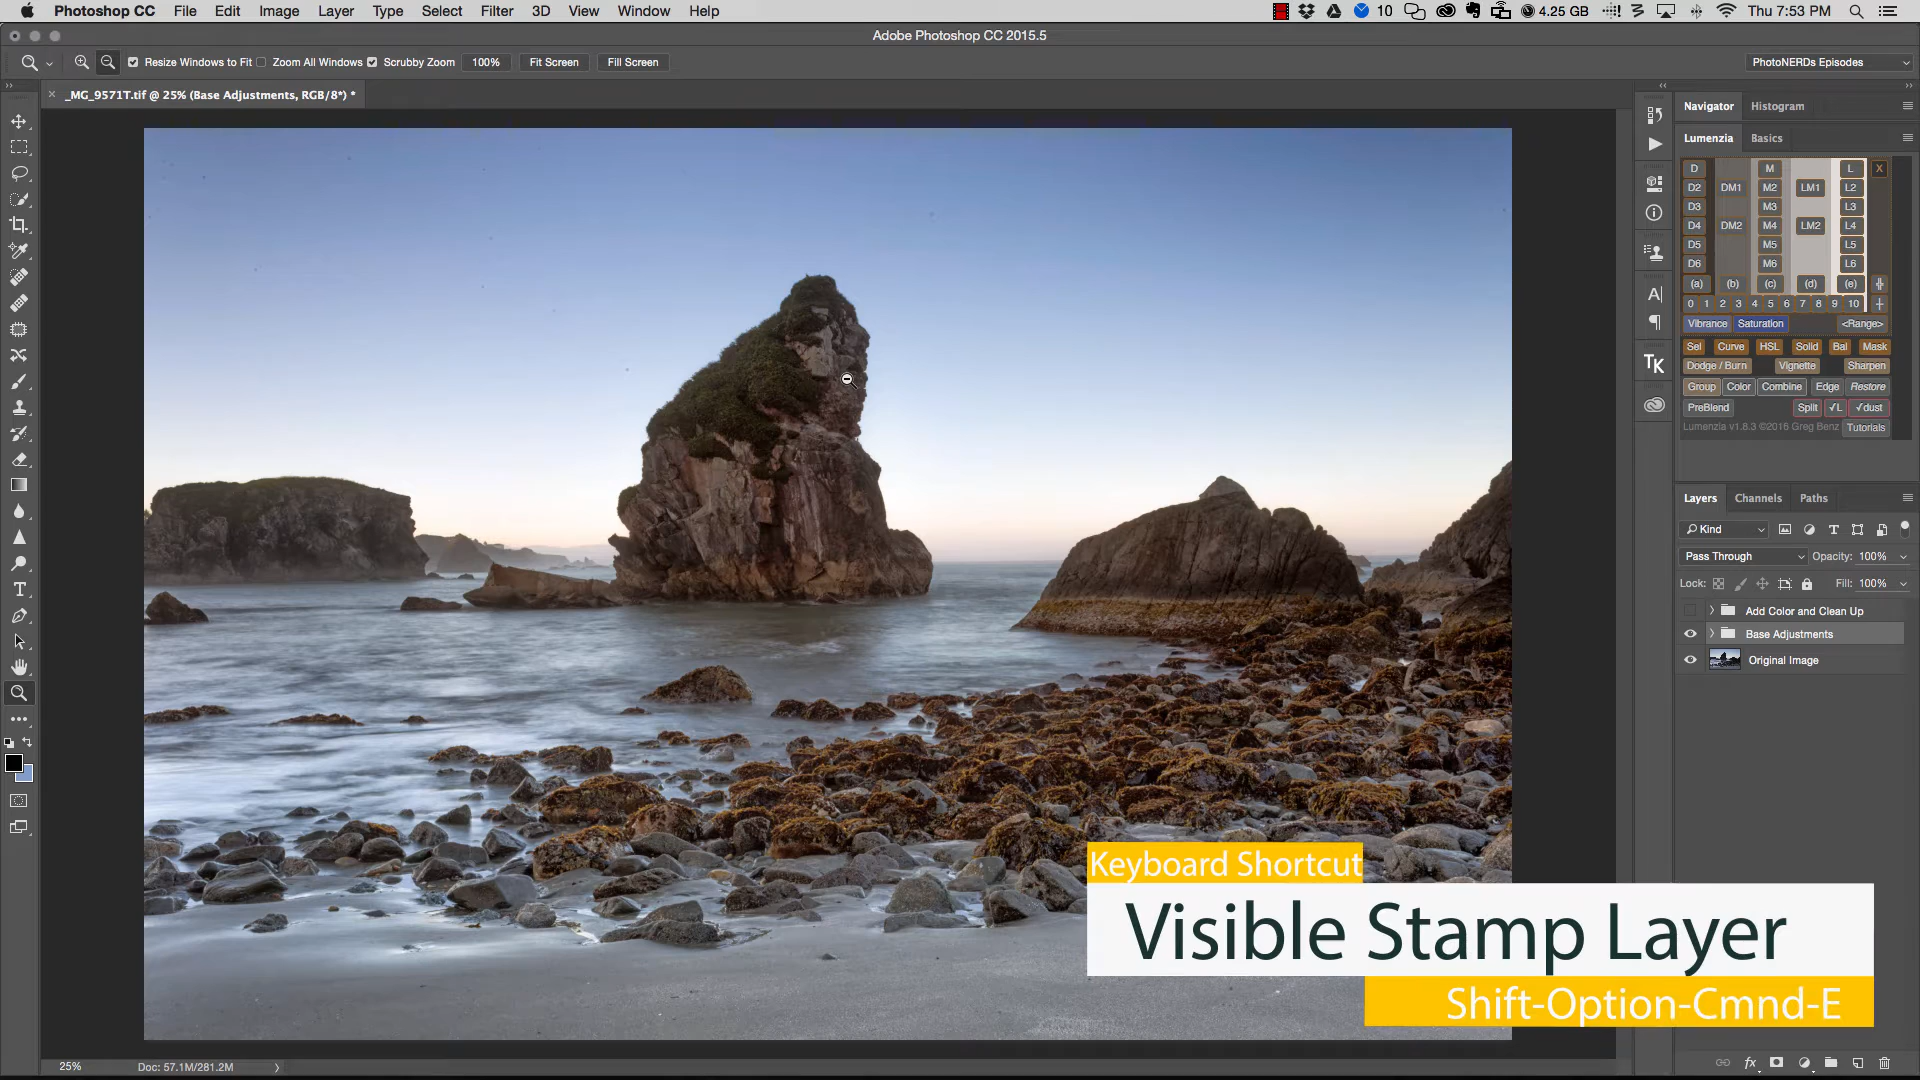 Photoshop CC File Edit Image Layer Type Select Filter 3D View Window Help 10 4.25 GB Thu 7:53 PM
Adobe Photoshop CC 2015.5
Resize Windows to Fit Zoom All Windows Scrubby Zoom 100% Fit Screen Fill Screen PhotoNERDs Episodes
_MG_9571T.tif @ 25% (Base Adjustments, RGB/8*) *
Navigator Histogram
Lumenzia Basics
D M L X
D2 DM1 M2 LM1 L2
D3 M3 L3
D4 DM2 M4 LM2 L4
D5 M5 L5
D6 M6 L6
(a) (b) (c) (d) (e)
0 1 2 3 4 5 6 7 8 9 10
Vibrance Saturation <Range>
Sel Curve HSL Solid Bal Mask
Dodge / Burn Vignette Sharpen
Group Color Combine Edge Restore
PreBlend Split √L √dust
Lumenzia v1.8.3 ©2016 Greg Benz Tutorials
TK
Layers Channels Paths
Kind
Pass Through Opacity: 100%
Lock: Fill: 100%
Add Color and Clean Up
Base Adjustments
Original Image
Keyboard Shortcut
Visible Stamp Layer
Shift-Option-Cmnd-E
25% Doc: 57.1M/281.2M
fx